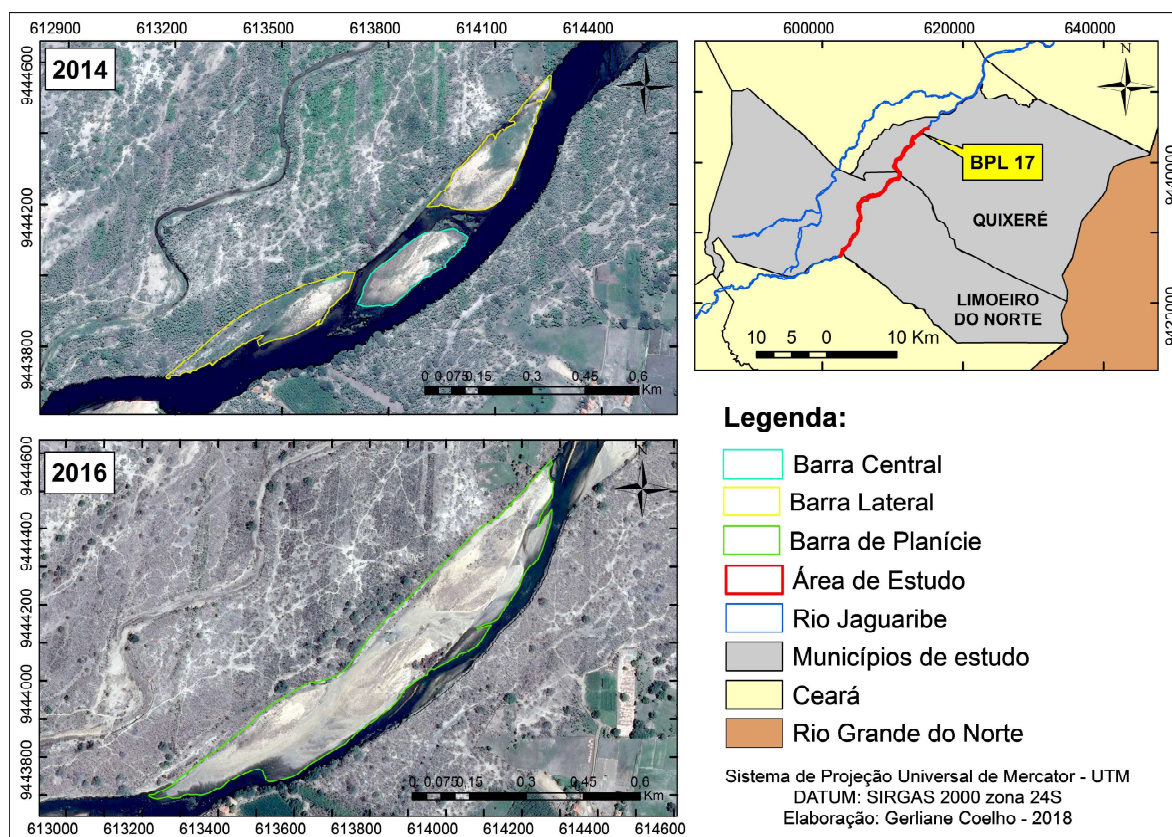 612900 613200 613500 613800 614100 614400
2014
N
9444600
9444200
9443800
0 0,075 0,15 0,3 0,45 0,6
Km
600000 620000 640000
N
BPL 17
QUIXERÉ
LIMOEIRO
DO NORTE
10 5 0 10 Km
9440000
2016
N
9444600
9444400
9444200
9444000
9443800
0 0,075 0,15 0,3 0,45 0,6
Km
613000 613200 613400 613600 613800 614000 614200 614400 614600
Legenda:
Barra Central
Barra Lateral
Barra de Planície
Área de Estudo
Rio Jaguaribe
Municípios de estudo
Ceará
Rio Grande do Norte
Sistema de Projeção Universal de Mercator - UTM
DATUM: SIRGAS 2000 zona 24S
Elaboração: Gerliane Coelho - 2018